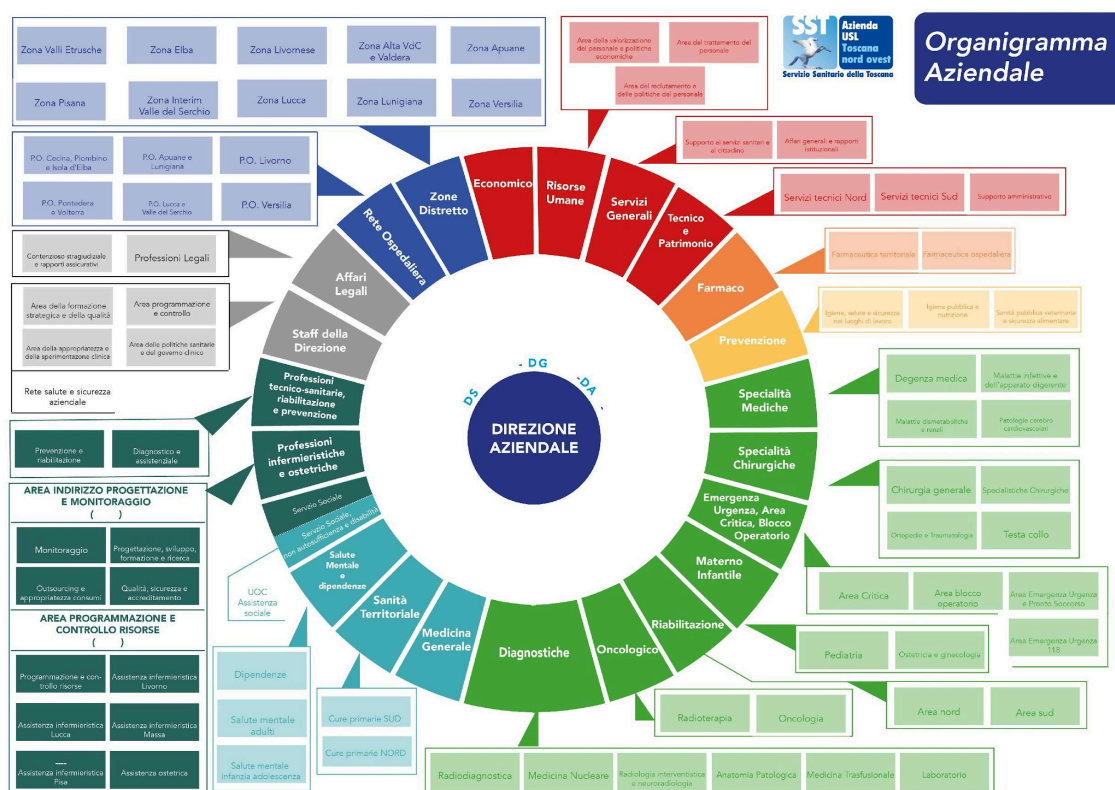 Organigramma
Aziendale
SST
Azienda
USL
Toscana
nord ovest
Servizio Sanitario della Toscana
Zona Valli Etrusche
Zona Elba
Zona Livornese
Zona Alta VdC
e Valdera
Zona Apuane
Zona Pisana
Zona Interim
Valle del Serchio
Zona Lucca
Zona Lunigiana
Zona Versilia
P.O. Cecina, Piombino
e Isola d'Elba
P.O. Apuane e
Lunigiana
P.O. Livorno
P.O. Pontedera
e Volterra
P.O. Lucca e
Valle del Serchio
P.O. Versilia
Contenzioso stragiudiziale
e rapporti assicurativi
Professioni Legali
Area della formazione
strategica e della qualità
Area programmazione
e controllo
Area della appropriatezza e
della sperimentazone clinica
Area delle politiche sanitarie
e del governo clinico
Rete salute e sicurezza
aziendale
Prevenzione e
riabilitazione
Diagnostico e
assistenziale
AREA INDIRIZZO PROGETTAZIONE
E MONITORAGGIO
( )
Monitoraggio
Progettazione, sviluppo,
formazione e ricerca
Outsourcing e
appropriatezza consumi
Qualità, sicurezza e
accreditamento
AREA PROGRAMMAZIONE E
CONTROLLO RISORSE
( )
Programmazione e con-
trollo risorse
Assistenza infermieristica
Livorno
Assistenza infermieristica
Lucca
Assistenza infermieristica
Massa
----
Assistenza infermieristica
Pisa
Assistenza ostetrica
UOC
Assistenza
sociale
Dipendenze
Salute mentale
adulti
Salute mentale
infanzia adolescenza
Cure primarie SUD
Cure primarie NORD
Area della valorizzazione
del personale e politiche
economiche
Area del trattamento del
personale
Area del reclutamento e
delle politiche del personale
Supporto ai servizi sanitari e
al cittadino
Affari generali e rapporti
istituzionali
Servizi tecnici Nord
Servizi tecnici Sud
Supporto amministrativo
Farmaceutica territoriale
Farmaceutica ospedaliera
Igiene, salute e sicurezza
nei luoghi di lavoro
Igiene pubblica e
nutrizione
Sanità pubblica veterinaria
e sicurezza alimentare
Degenza medica
Malattie infettive e
dell'apparato digerente
Malattie dismetaboliche
e renali
Patologie cerebro
cardiovascolari
Chirurgia generale
Specialistiche Chirurgiche
Ortopedia e Traumatologia
Testa collo
Area Critica
Area blocco
operatorio
Area Emergenza Urgenza
e Pronto Soccorso
Area Emergenza Urgenza
118
Pediatria
Ostetricia e ginecologia
Area nord
Area sud
Radioterapia
Oncologia
Radiodiagnostica
Medicina Nucleare
Radiologia interventistica
e neuroradiologia
Anatomia Patologica
Medicina Trasfusionale
Laboratorio
Economico
Risorse
Umane
Servizi
Generali
Tecnico
e
Patrimonio
Farmaco
Prevenzione
Specialità
Mediche
Specialità
Chirurgiche
Emergenza
Urgenza, Area
Critica, Blocco
Operatorio
Materno
Infantile
Riabilitazione
Oncologico
Diagnostiche
Medicina
Generale
Sanità
Territoriale
Salute
Mentale
e
dipendenze
Servizio Sociale,
non autosufficienza e disabilità
Servizio Sociale
Professioni
infermieristiche
e ostetriche
Professioni
tecnico-sanitarie,
riabilitazione
e prevenzione
Staff della
Direzione
Affari
Legali
Rete Ospedaliera
Zone
Distretto
DS
- DG
-DA -
DIREZIONE
AZIENDALE